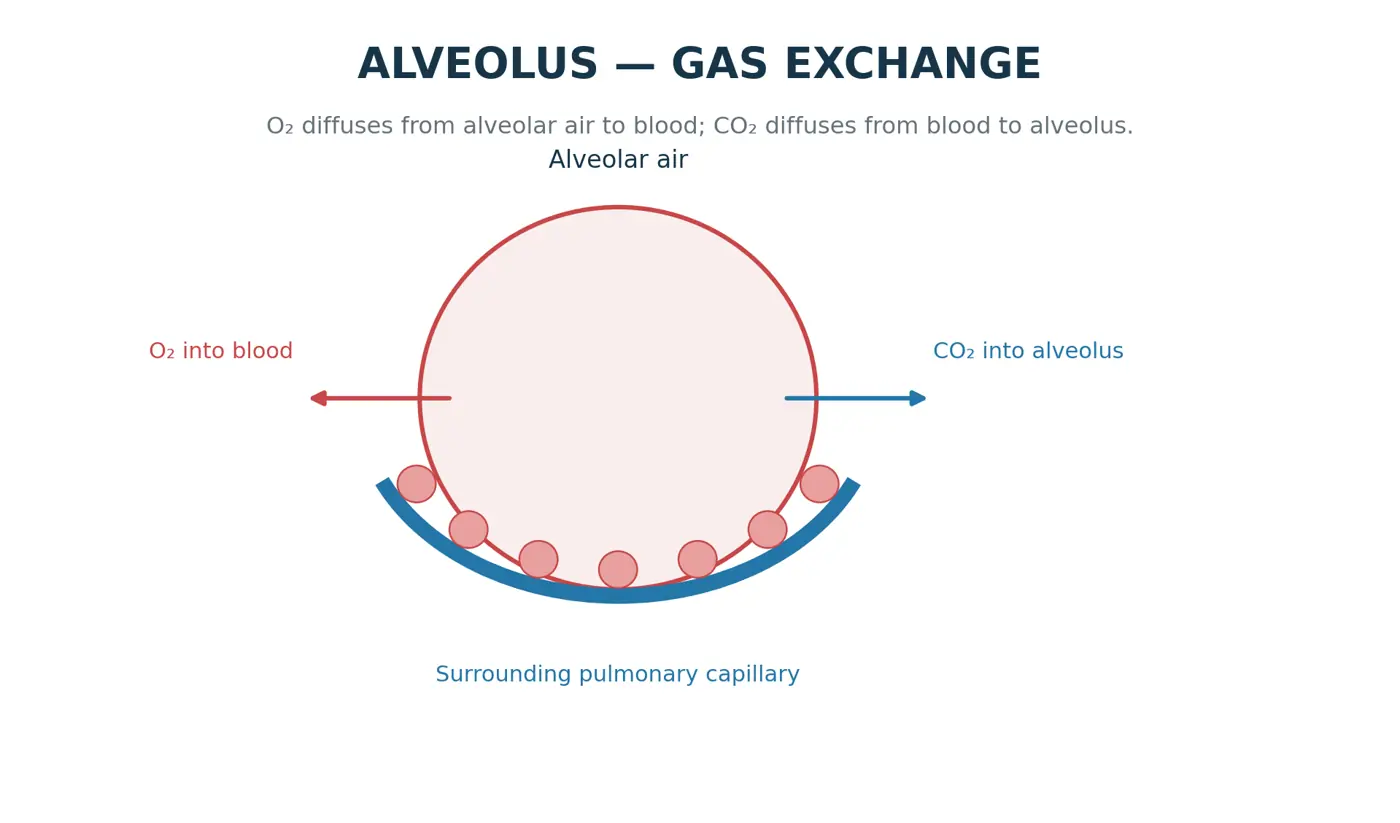 ALVEOLUS — GAS EXCHANGE
O₂ diffuses from alveolar air to blood; CO₂ diffuses from blood to alveolus.
Alveolar air
O₂ into blood
CO₂ into alveolus
Surrounding pulmonary capillary